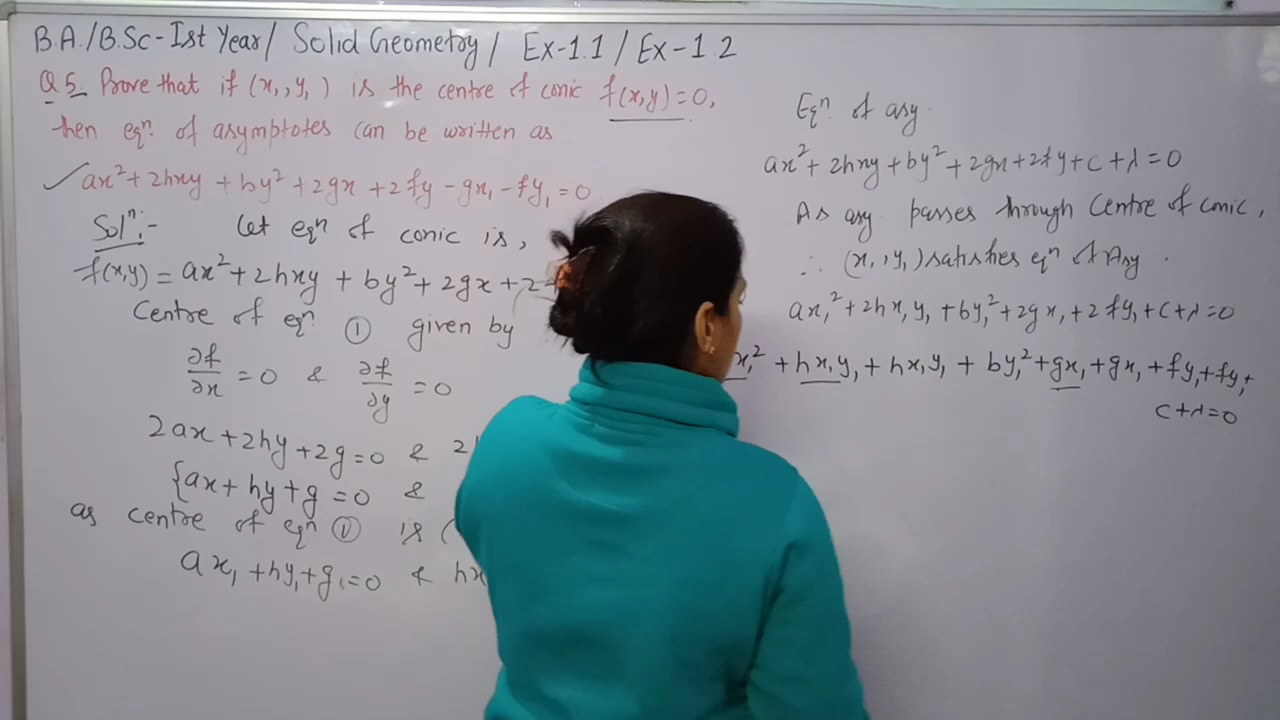 B.A./B.Sc-Ist Year/ Solid Geometry/ Ex-1.1 / Ex-1.2
Q 5. Prove that if (x₁, y₁) is the centre of conic f(x,y)=0,
then eqⁿ. of asymptotes can be written as
✓ ax²+2hxy+by²+2gx+2fy-gx₁-fy₁=0
Solⁿ:- Let eqⁿ of conic is,
f(x,y) = ax²+2hxy + by²+2gx+2
Centre of eqⁿ. ① given by
∂f/∂x = 0 & ∂f/∂y = 0
2ax+2hy+2g=0 & 2
{ax+hy+g=0 &
as centre of eqⁿ ① is (
ax₁+hy₁+g₁=0 & hx
Eqⁿ of asy.
ax²+2hxy+by²+2gx+2fy+c+λ=0
As asy. passes through Centre of conic,
∴ (x₁, y₁) satisfies eqⁿ of Asy.
ax₁²+2hx₁y₁+by₁²+2gx₁+2fy₁+c+λ=0
x₁²+hx₁y₁+hx₁y₁+by₁²+gx₁+gx₁+fy₁+fy₁+
c+λ=0